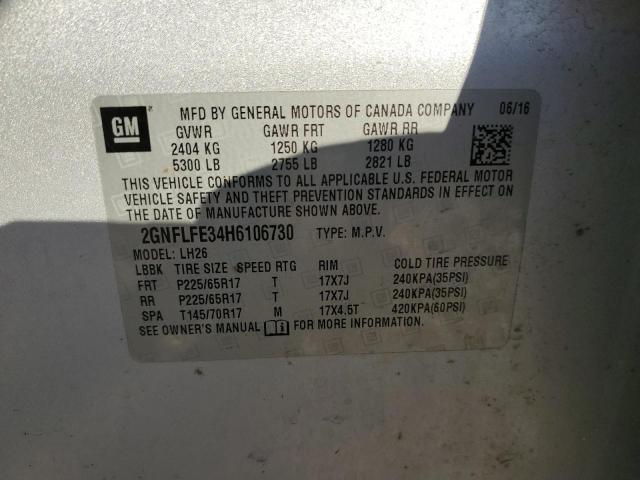 GM
MFD BY GENERAL MOTORS OF CANADA COMPANY 06/16
GVWR GAWR FRT GAWR RR
2404 KG 1250 KG 1280 KG
5300 LB 2755 LB 2821 LB
THIS VEHICLE CONFORMS TO ALL APPLICABLE U.S. FEDERAL MOTOR
VEHICLE SAFETY AND THEFT PREVENTION STANDARDS IN EFFECT ON
THE DATE OF MANUFACTURE SHOWN ABOVE.
2GNFLFE34H6106730 TYPE: M.P.V.
MODEL: LH26
LBBK TIRE SIZE SPEED RTG RIM COLD TIRE PRESSURE
FRT P225/65R17 T 17X7J 240KPA(35PSI)
RR P225/65R17 T 17X7J 240KPA(35PSI)
SPA T145/70R17 M 17X4.5T 420KPA(60PSI)
SEE OWNER'S MANUAL FOR MORE INFORMATION.